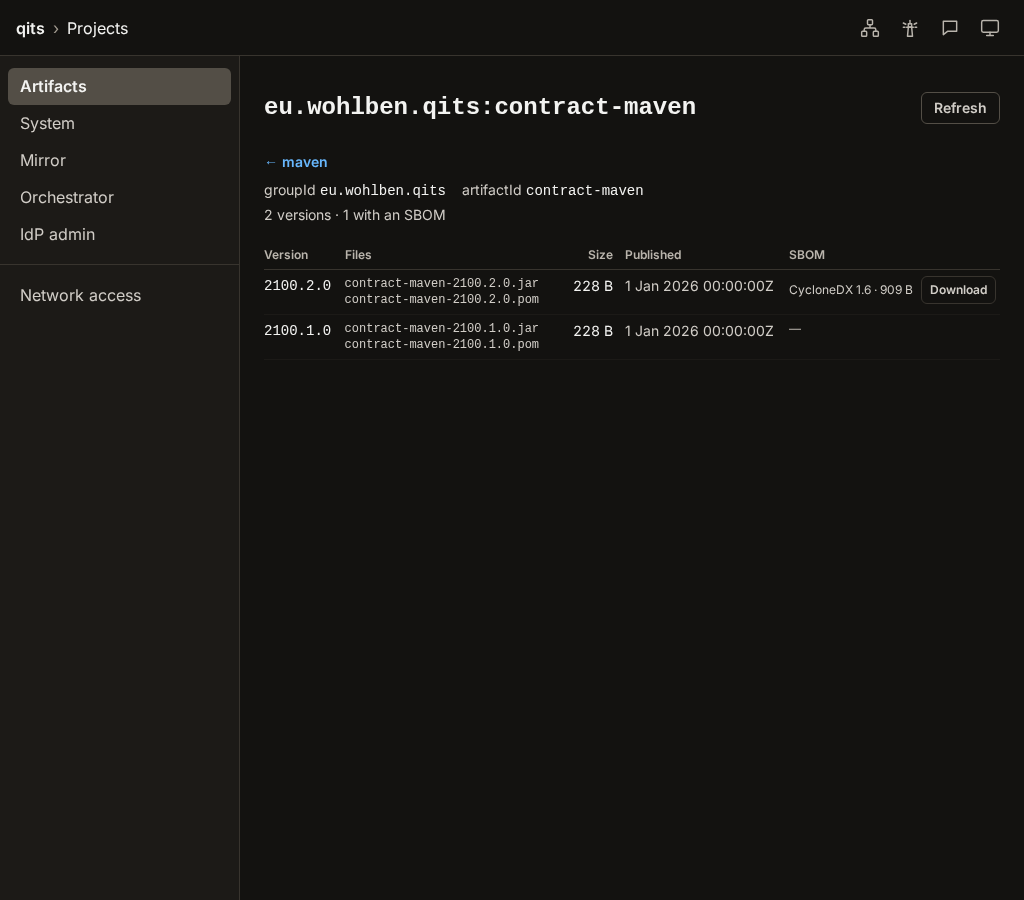 qits › Projects
Artifacts
System
Mirror
Orchestrator
IdP admin
Network access
eu.wohlben.qits:contract-maven
Refresh
← maven
groupId eu.wohlben.qits artifactId contract-maven
2 versions · 1 with an SBOM
Version Files Size Published SBOM
2100.2.0 contract-maven-2100.2.0.jar 228 B 1 Jan 2026 00:00:00Z CycloneDX 1.6 · 909 B Download
contract-maven-2100.2.0.pom
2100.1.0 contract-maven-2100.1.0.jar 228 B 1 Jan 2026 00:00:00Z —
contract-maven-2100.1.0.pom